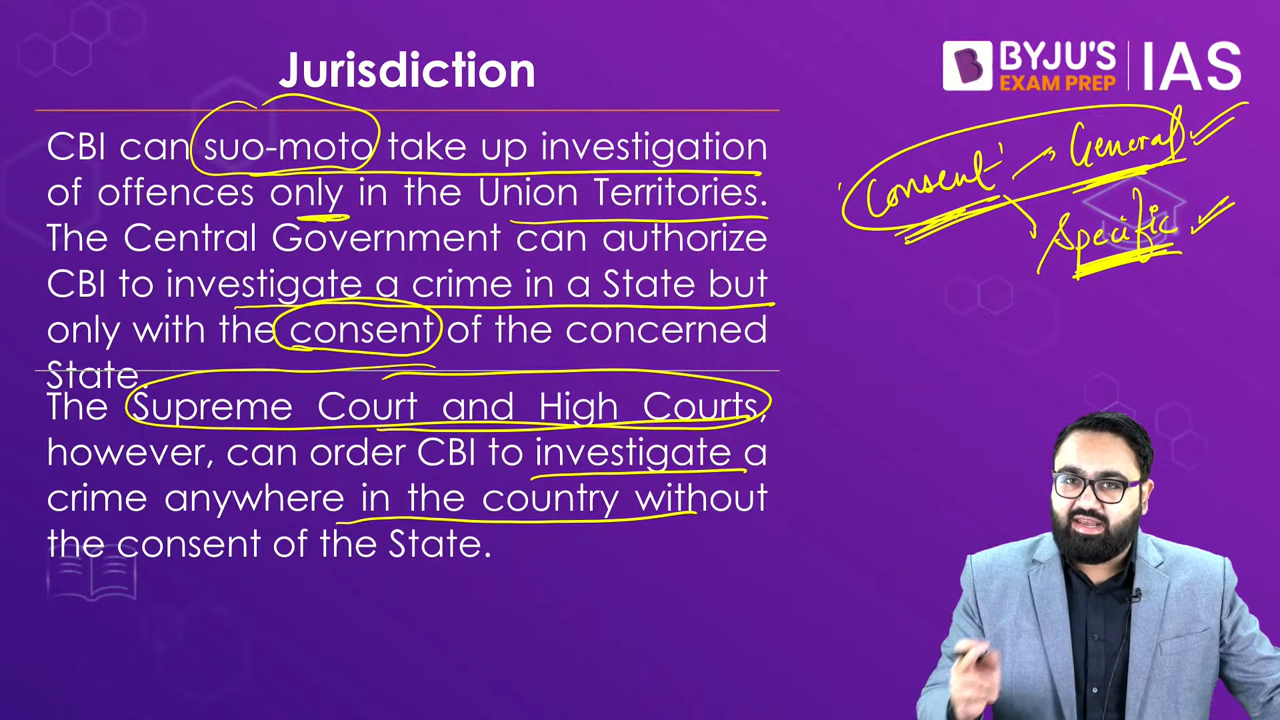 Jurisdiction
BYJU'S
EXAM PREP
IAS
CBI can suo-moto take up investigation
of offences only in the Union Territories.
The Central Government can authorize
CBI to investigate a crime in a State but
only with the consent of the concerned
State.
The Supreme Court and High Courts,
however, can order CBI to investigate a
crime anywhere in the country without
the consent of the State.
'Consent'
General
Specific